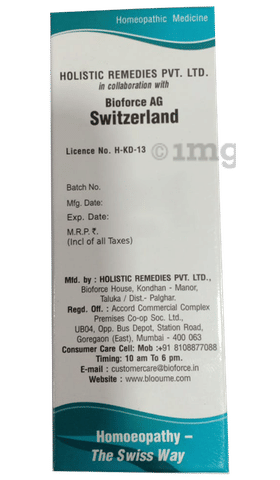 Homeopathic Medicine
HOLISTIC REMEDIES PVT. LTD.
in collaboration with
Bioforce AG
Switzerland
Licence No. H-KD-13
©1mg
Batch No.
Mfg. Date:
Exp. Date:
M.R.P. ₹.
(Incl of all Taxes)
Mfd. by : HOLISTIC REMEDIES PVT. LTD.,
Bioforce House, Kondhan - Manor,
Taluka / Dist.- Palghar.
Regd. Off. : Accord Commercial Complex
Premises Co-op Soc. Ltd.,
UB04, Opp. Bus Depot, Station Road,
Goregaon (East), Mumbai - 400 063
Consumer Care Cell: Mob :+91 8108877088
Timing: 10 am To 6 pm.
E-mail : customercare@bioforce.in
Website : www.blooume.com
Homoeopathy –
The Swiss Way